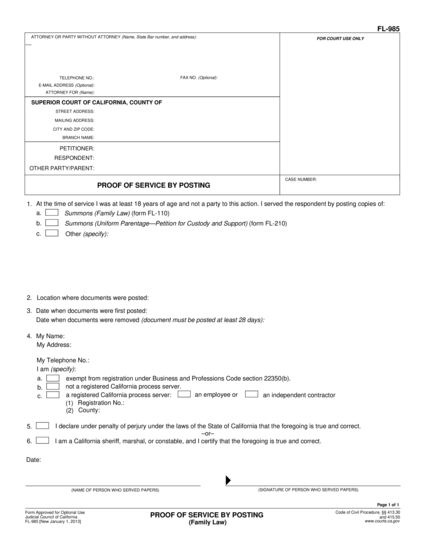 FL-985
ATTORNEY OR PARTY WITHOUT ATTORNEY (Name, State Bar number, and address):
FOR COURT USE ONLY
TELEPHONE NO.: FAX NO. (Optional):
E-MAIL ADDRESS (Optional):
ATTORNEY FOR (Name):
SUPERIOR COURT OF CALIFORNIA, COUNTY OF
STREET ADDRESS:
MAILING ADDRESS:
CITY AND ZIP CODE:
BRANCH NAME:
PETITIONER:
RESPONDENT:
OTHER PARTY/PARENT:
PROOF OF SERVICE BY POSTING
CASE NUMBER:
1. At the time of service I was at least 18 years of age and not a party to this action. I served the respondent by posting copies of:
a. Summons (Family Law) (form FL-110)
b. Summons (Uniform Parentage—Petition for Custody and Support) (form FL-210)
c. Other (specify):
2. Location where documents were posted:
3. Date when documents were first posted:
Date when documents were removed (document must be posted at least 28 days):
4. My Name:
My Address:
My Telephone No.:
I am (specify):
a. exempt from registration under Business and Professions Code section 22350(b).
b. not a registered California process server.
c. a registered California process server: an employee or an independent contractor
(1) Registration No.:
(2) County:
5. I declare under penalty of perjury under the laws of the State of California that the foregoing is true and correct.
–or–
6. I am a California sheriff, marshal, or constable, and I certify that the foregoing is true and correct.
Date:
(NAME OF PERSON WHO SERVED PAPERS) (SIGNATURE OF PERSON WHO SERVED PAPERS)
Page 1 of 1
Form Approved for Optional Use
Judicial Council of California
FL-985 [New January 1, 2013]
PROOF OF SERVICE BY POSTING
(Family Law)
Code of Civil Procedure, §§ 413.30
and 415.50
www.courts.ca.gov